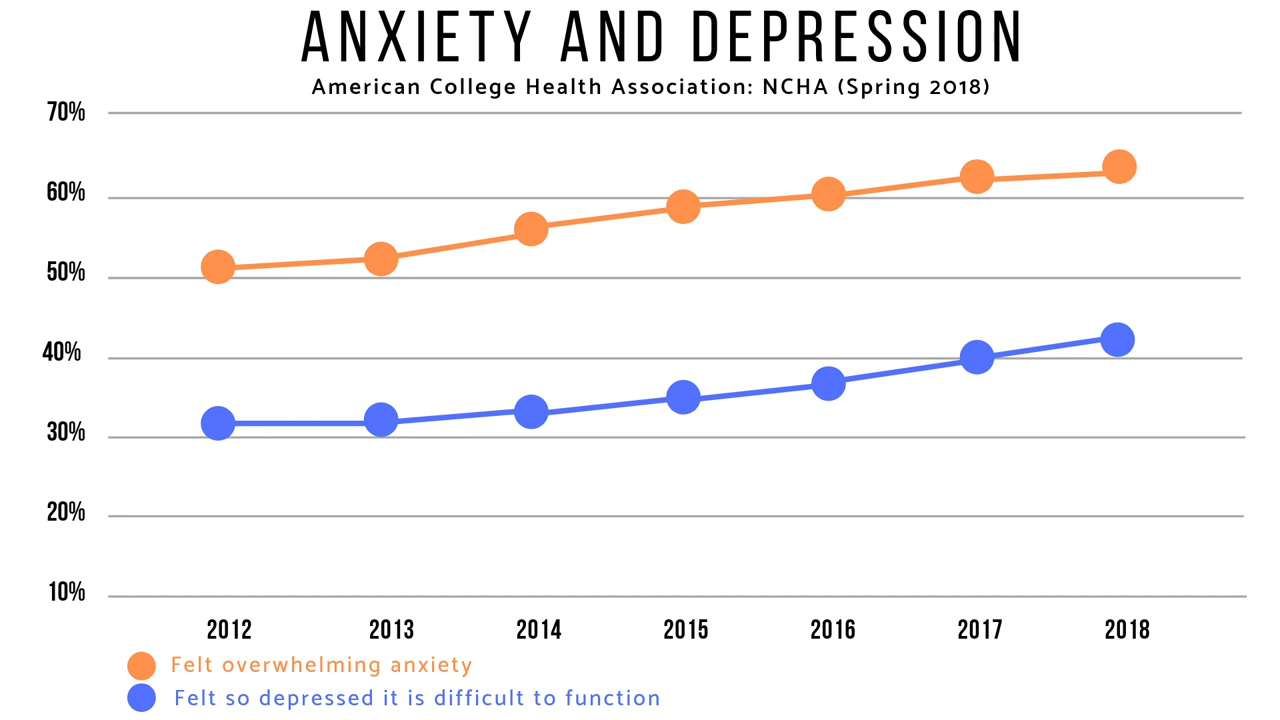 ANXIETY AND DEPRESSION
American College Health Association: NCHA (Spring 2018)
70%
60%
50%
40%
30%
20%
10%
2012 2013 2014 2015 2016 2017 2018
Felt overwhelming anxiety
Felt so depressed it is difficult to function